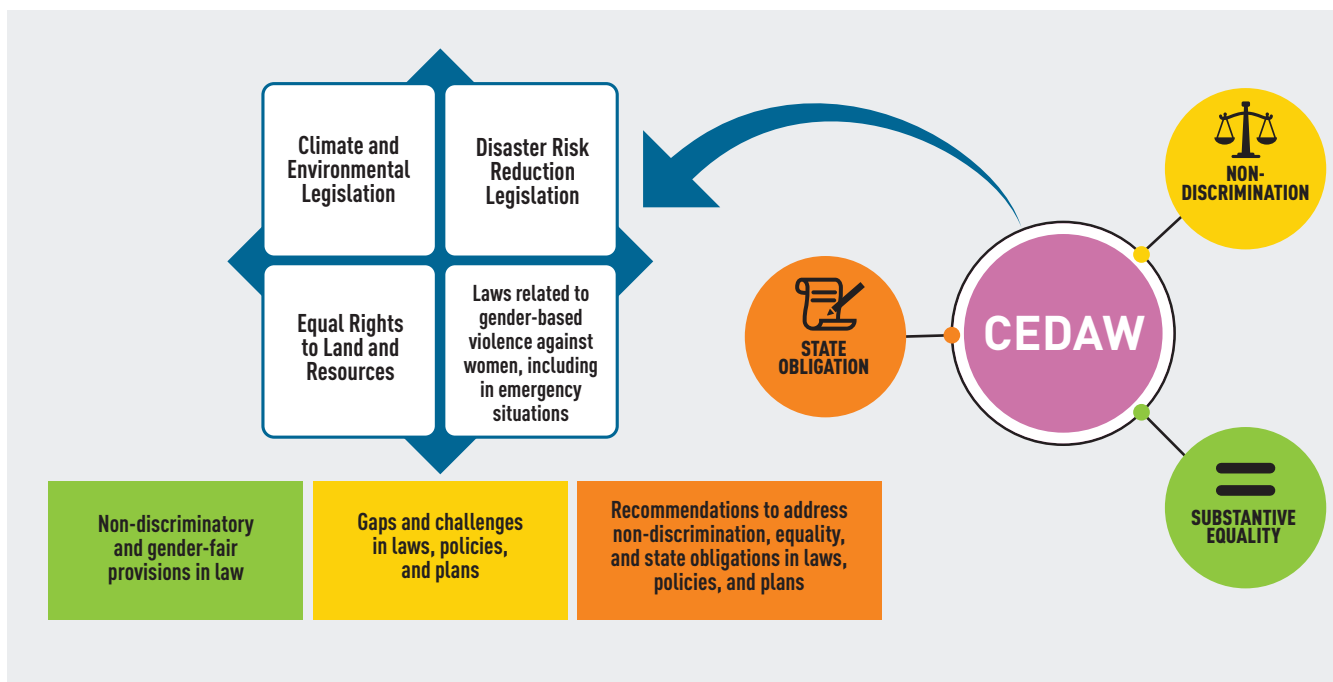 Climate and
Environmental
Legislation
Disaster Risk
Reduction
Legislation
Equal Rights
to Land and
Resources
Laws related to
gender-based
violence against
women, including
in emergency
situations
NON-
DISCRIMINATION
STATE
OBLIGATION
CEDAW
SUBSTANTIVE
EQUALITY
Non-discriminatory
and gender-fair
provisions in law
Gaps and challenges
in laws, policies,
and plans
Recommendations to address
non-discrimination, equality,
and state obligations in laws,
policies, and plans